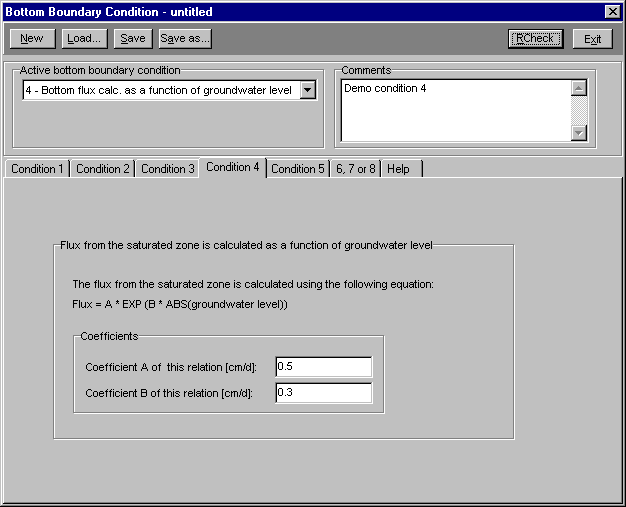 Bottom Boundary Condition - untitled
New Load... Save Save as... RCheck Exit
Active bottom boundary condition
4 - Bottom flux calc. as a function of groundwater level
Comments
Demo condition 4
Condition 1 Condition 2 Condition 3 Condition 4 Condition 5 6, 7 or 8 Help
Flux from the saturated zone is calculated as a function of groundwater level
The flux from the saturated zone is calculated using the following equation:
Flux = A * EXP (B * ABS(groundwater level))
Coefficients
Coefficient A of this relation [cm/d]: 0.5
Coefficient B of this relation [cm/d]: 0.3